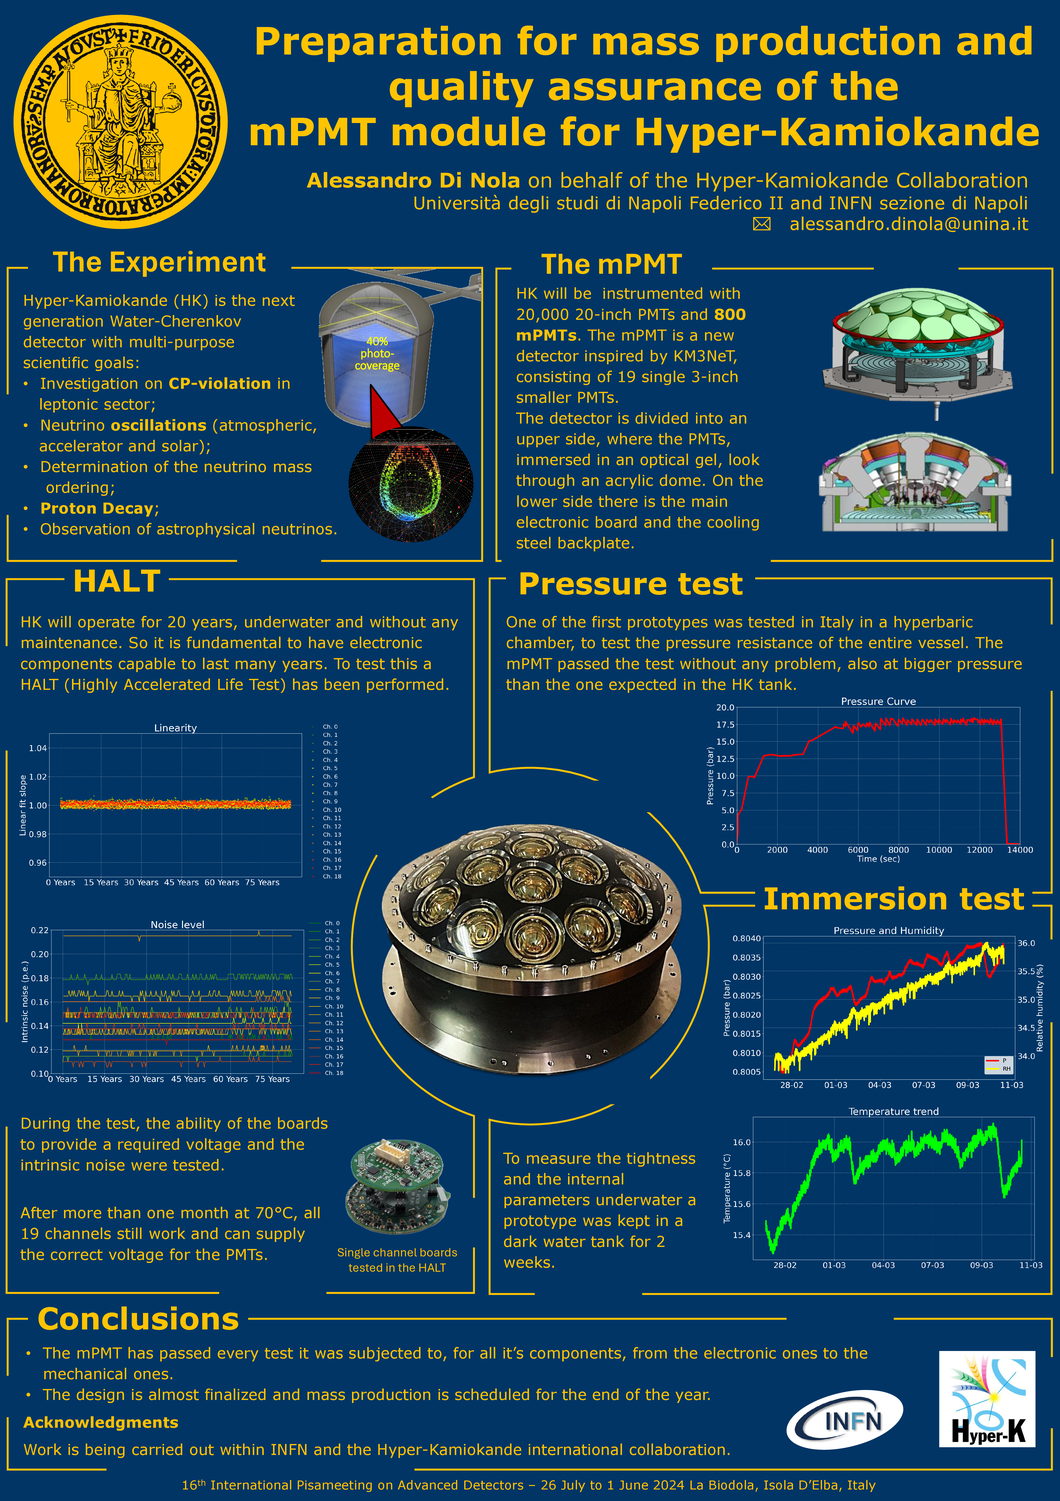 SEMP AVGVST FRIDERICVS DEI GRA IMPERATOR ROMANORV
Preparation for mass production and
quality assurance of the
mPMT module for Hyper-Kamiokande
Alessandro Di Nola on behalf of the Hyper-Kamiokande Collaboration
Università degli studi di Napoli Federico II and INFN sezione di Napoli
alessandro.dinola@unina.it
The Experiment
Hyper-Kamiokande (HK) is the next
generation Water-Cherenkov
detector with multi-purpose
scientific goals:
• Investigation on CP-violation in
leptonic sector;
• Neutrino oscillations (atmospheric,
accelerator and solar);
• Determination of the neutrino mass
ordering;
• Proton Decay;
• Observation of astrophysical neutrinos.
40%
photo-
coverage
The mPMT
HK will be instrumented with
20,000 20-inch PMTs and 800
mPMTs. The mPMT is a new
detector inspired by KM3NeT,
consisting of 19 single 3-inch
smaller PMTs.
The detector is divided into an
upper side, where the PMTs,
immersed in an optical gel, look
through an acrylic dome. On the
lower side there is the main
electronic board and the cooling
steel backplate.
HALT
HK will operate for 20 years, underwater and without any
maintenance. So it is fundamental to have electronic
components capable to last many years. To test this a
HALT (Highly Accelerated Life Test) has been performed.
Linearity
Linear fit slope
1.04
1.02
1.00
0.98
0.96
0 Years 15 Years 30 Years 45 Years 60 Years 75 Years
Ch. 0
Ch. 1
Ch. 2
Ch. 3
Ch. 4
Ch. 5
Ch. 6
Ch. 7
Ch. 8
Ch. 9
Ch. 10
Ch. 11
Ch. 12
Ch. 13
Ch. 14
Ch. 15
Ch. 16
Ch. 17
Ch. 18
Noise level
Intrinsic noise (p.e.)
0.22
0.20
0.18
0.16
0.14
0.12
0.10
0 Years 15 Years 30 Years 45 Years 60 Years 75 Years
Ch. 0
Ch. 1
Ch. 2
Ch. 3
Ch. 4
Ch. 5
Ch. 6
Ch. 7
Ch. 8
Ch. 9
Ch. 10
Ch. 11
Ch. 12
Ch. 13
Ch. 14
Ch. 15
Ch. 16
Ch. 17
Ch. 18
During the test, the ability of the boards
to provide a required voltage and the
intrinsic noise were tested.
After more than one month at 70°C, all
19 channels still work and can supply
the correct voltage for the PMTs.
Single channel boards
tested in the HALT
Pressure test
One of the first prototypes was tested in Italy in a hyperbaric
chamber, to test the pressure resistance of the entire vessel. The
mPMT passed the test without any problem, also at bigger pressure
than the one expected in the HK tank.
Pressure Curve
Pressure (bar)
20.0
17.5
15.0
12.5
10.0
7.5
5.0
2.5
0.0
0 2000 4000 6000 8000 10000 12000 14000
Time (sec)
Immersion test
Pressure and Humidity
Pressure (bar)
0.8040
0.8035
0.8030
0.8025
0.8020
0.8015
0.8010
0.8005
36.0
35.5
35.0
34.5
34.0
Relative humidity (%)
P
RH
28-02 01-03 04-03 07-03 09-03 11-03
Temperature trend
Temperature (°C)
16.0
15.8
15.6
15.4
28-02 01-03 04-03 07-03 09-03 11-03
To measure the tightness
and the internal
parameters underwater a
prototype was kept in a
dark water tank for 2
weeks.
Conclusions
• The mPMT has passed every test it was subjected to, for all it's components, from the electronic ones to the
mechanical ones.
• The design is almost finalized and mass production is scheduled for the end of the year.
Acknowledgments
Work is being carried out within INFN and the Hyper-Kamiokande international collaboration.
INFN
Hyper-K
16th International Pisameeting on Advanced Detectors – 26 July to 1 June 2024 La Biodola, Isola D'Elba, Italy